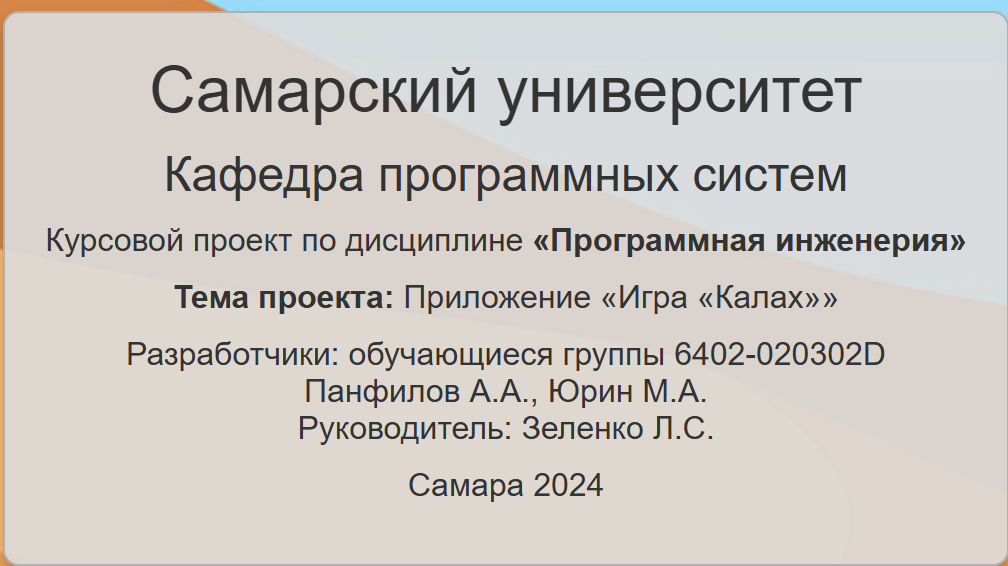 Самарский университет
Кафедра программных систем
Курсовой проект по дисциплине «Программная инженерия»
Тема проекта: Приложение «Игра «Калах»»
Разработчики: обучающиеся группы 6402-020302D
Панфилов А.А., Юрин М.А.
Руководитель: Зеленко Л.С.
Самара 2024